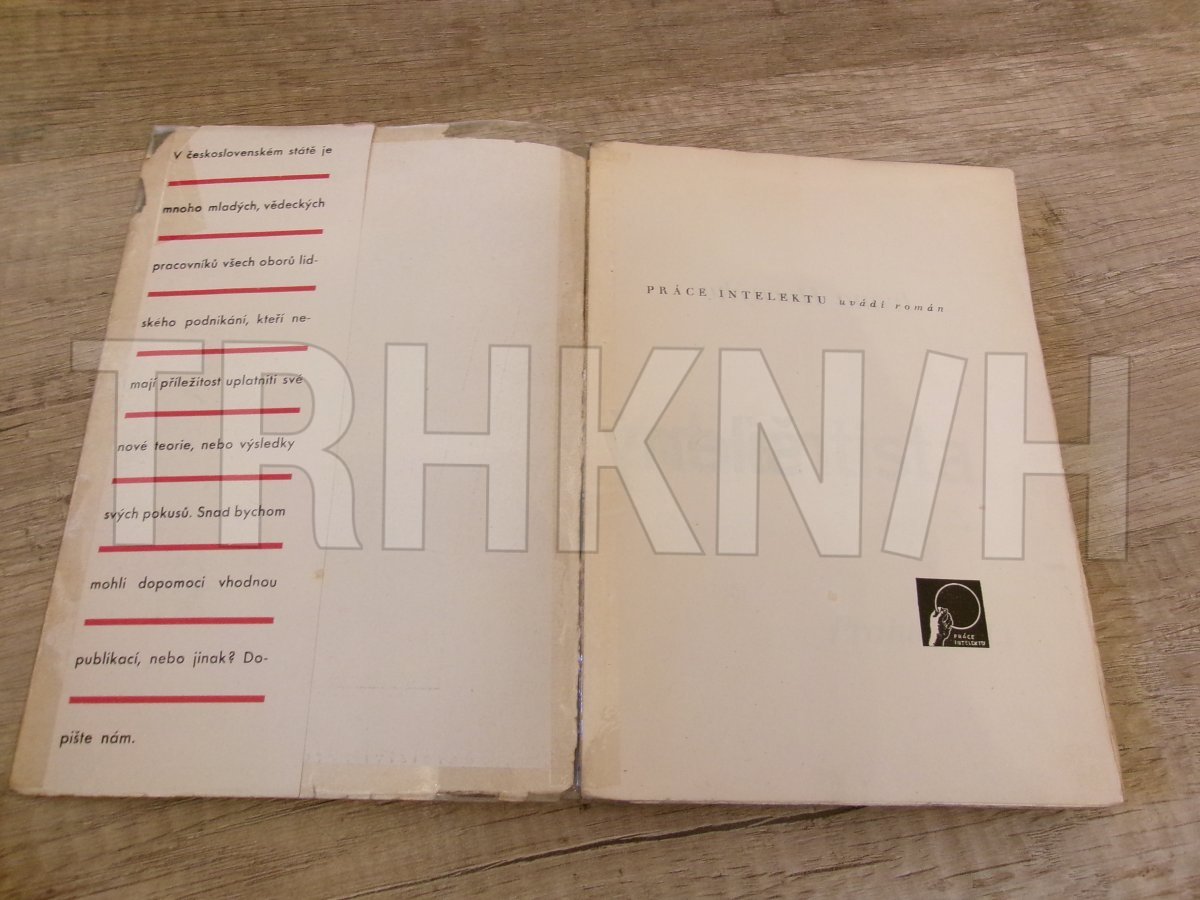 V československém státě je
mnoho mladých, vědeckých
pracovníků všech oborů lid-
ského podnikání, kteří ne-
mají příležitost uplatniti své
nové teorie, nebo výsledky
svých pokusů. Snad bychom
mohli dopomoci vhodnou
publikací, nebo jinak? Do-
pište nám.
PRÁCE INTELEKTU uvádí román
PRÁCE
INTELEKTU
TRHKN/H